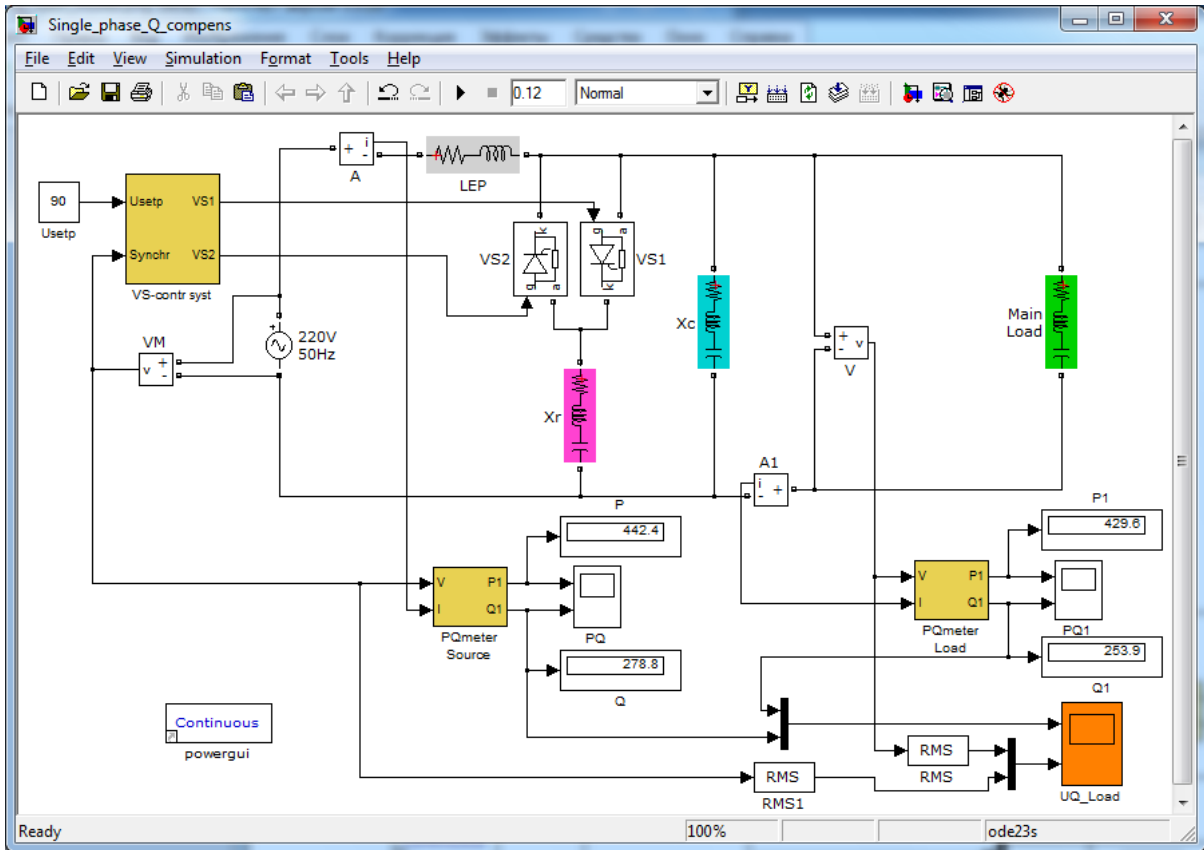 Single_phase_Q_compens
File Edit View Simulation Format Tools Help
0.12 Normal
i
+
-
A
LEP
90
Usetp
Usetp VS1
Synchr VS2
VS-contr syst
k
g a
VS2
g a
k
VS1
VM
+
v
-
+
220V
50Hz
Xc
Main
Load
+
v
-
V
Xr
A1
i
+
-
P
442.4
P1
429.6
V P1
I Q1
PQmeter
Source
PQ
278.8
Q
V P1
I Q1
PQmeter
Load
PQ1
253.9
Q1
Continuous
powergui
RMS
RMS
RMS
RMS1
UQ_Load
Ready 100% ode23s